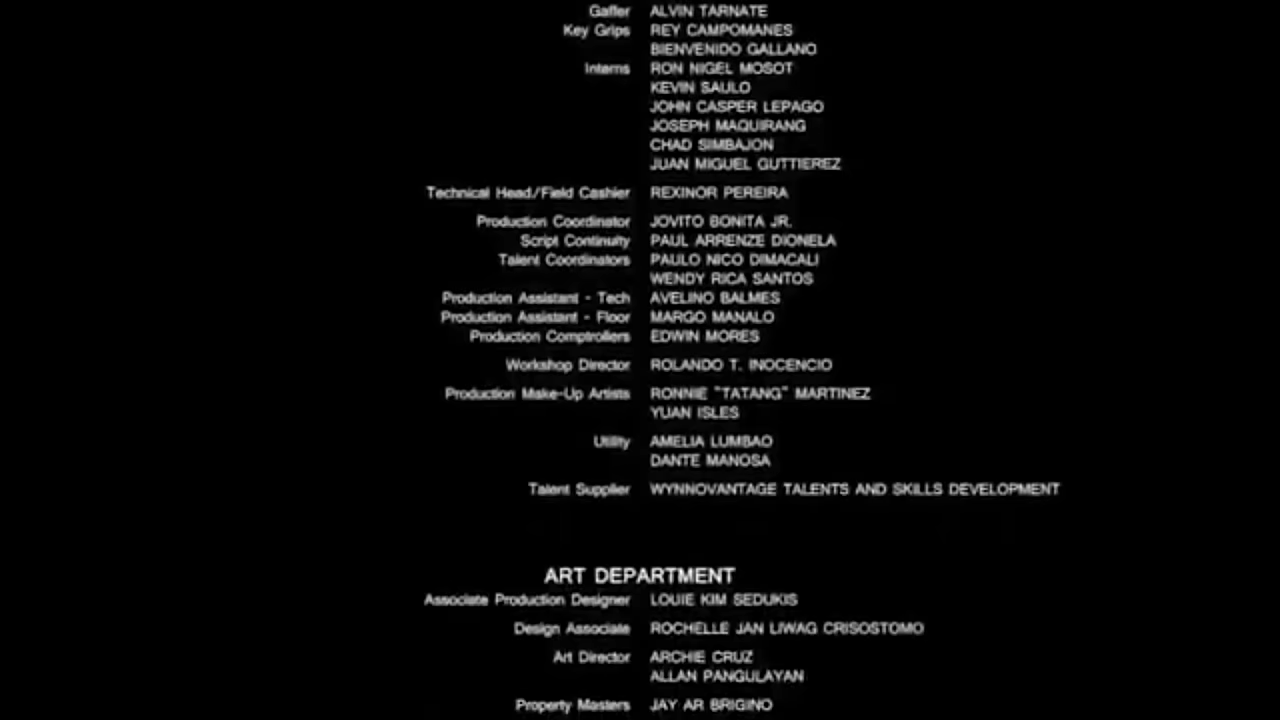 Gaffer ALVIN TARNATE
Key Grips REY CAMPOMANES
BIENVENIDO GALLANO
Interns RON NIGEL MOSOT
KEVIN SAULO
JOHN CASPER LEPAGO
JOSEPH MAQUIRANG
CHAD SIMBAJON
JUAN MIGUEL GUTTIEREZ
Technical Head/Field Cashier REXINOR PEREIRA
Production Coordinator JOVITO BONITA JR.
Script Continuity PAUL ARRENZE DIONELA
Talent Coordinators PAULO NICO DIMACALI
WENDY RICA SANTOS
Production Assistant - Tech AVELINO BALMES
Production Assistant - Floor MARGO MANALO
Production Comptrollers EDWIN MORES
Workshop Director ROLANDO T. INOCENCIO
Production Make-Up Artists RONNIE "TATANG" MARTINEZ
YUAN ISLES
Utility AMELIA LUMBAO
DANTE MANOSA
Talent Supplier WYNNOVANTAGE TALENTS AND SKILLS DEVELOPMENT
ART DEPARTMENT
Associate Production Designer LOUIE KIM SEDUKIS
Design Associate ROCHELLE JAN LIWAG CRISOSTOMO
Art Director ARCHIE CRUZ
ALLAN PANGULAYAN
Property Masters JAY AR BRIGINO